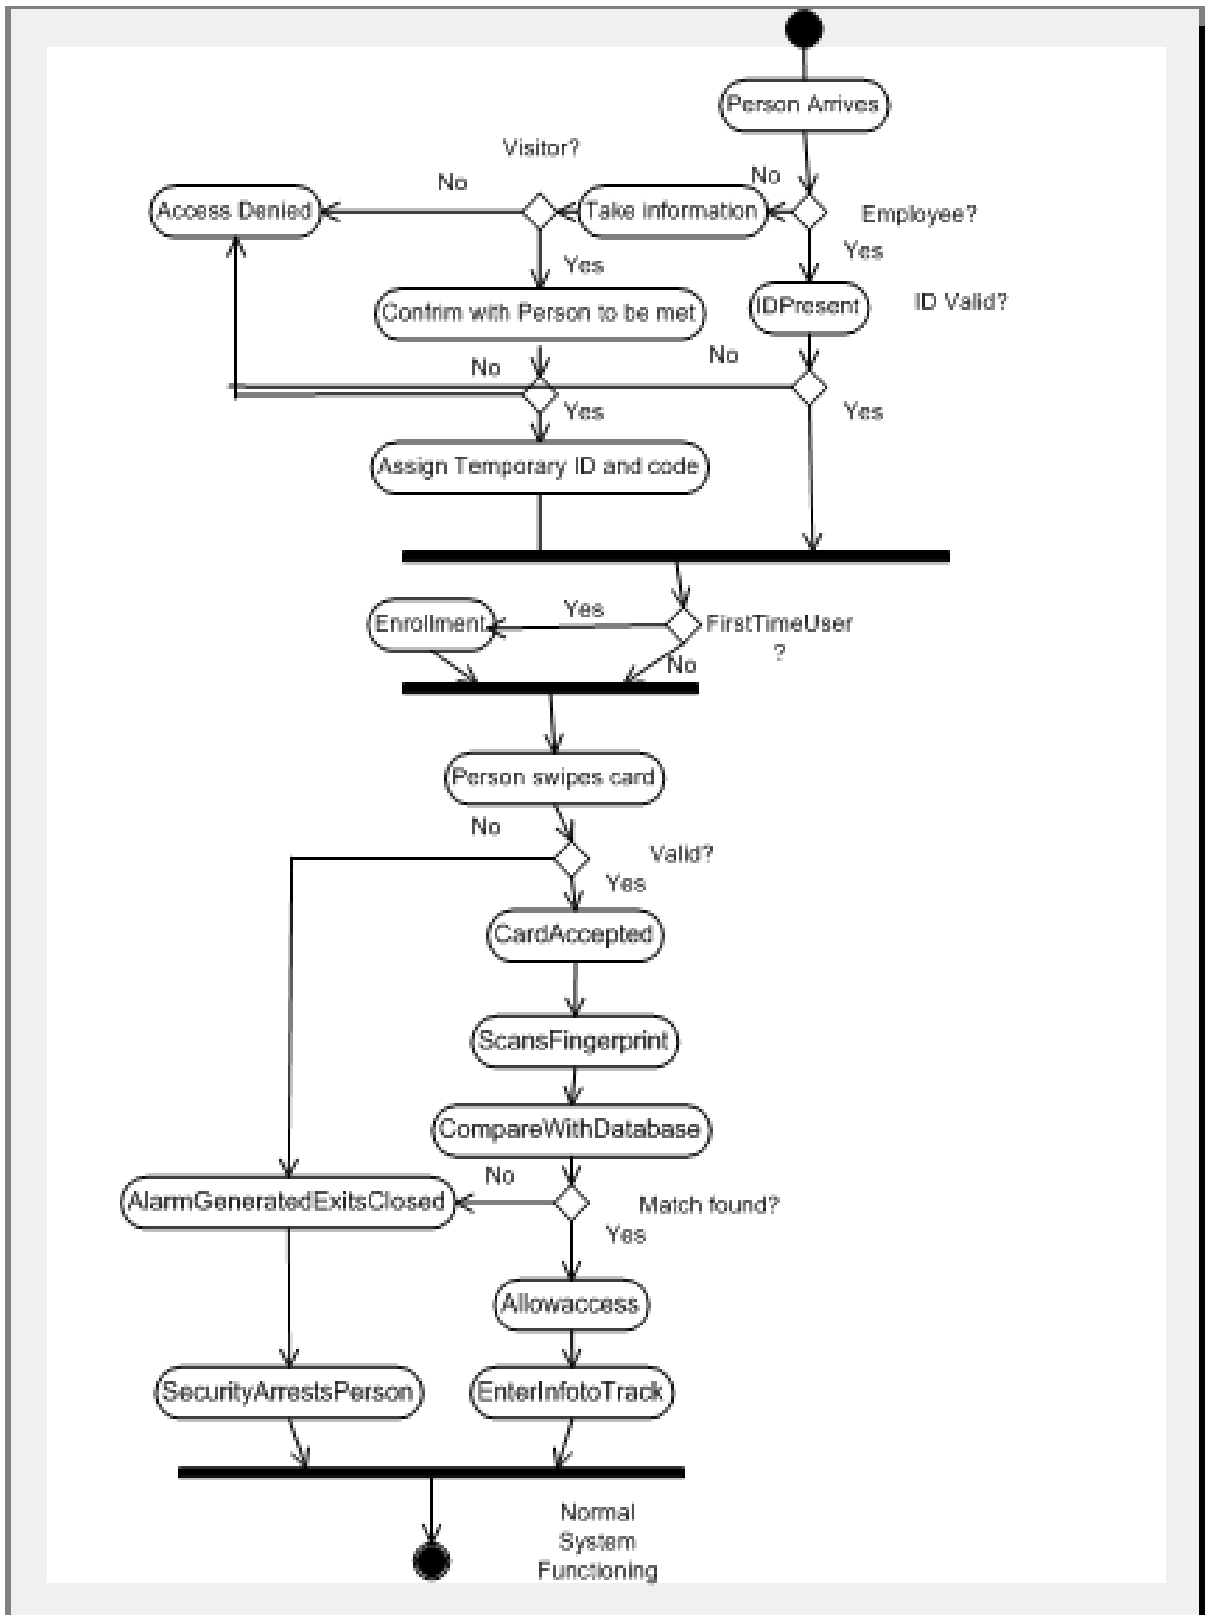 Person Arrives
Visitor?
No
No
Access Denied
Take information
Employee?
Yes
Yes
Confrim with Person to be met
IDPresent
ID Valid?
No
No
Yes
Yes
Assign Temporary ID and code
Enrollment
Yes
FirstTimeUser
?
No
Person swipes card
No
Valid?
Yes
CardAccepted
ScansFingerprint
CompareWithDatabase
No
AlarmGeneratedExitsClosed
Match found?
Yes
Allowaccess
SecurityArrestsPerson
EnterInfotoTrack
Normal
System
Functioning